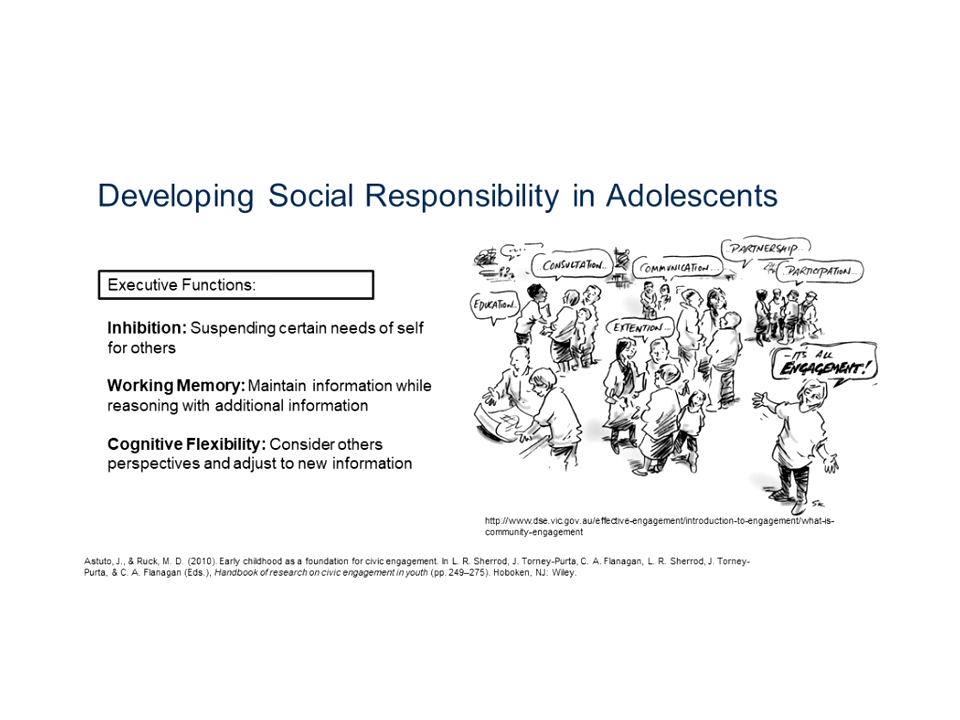 Developing Social Responsibility in Adolescents
Executive Functions:
Inhibition: Suspending certain needs of self
for others
Working Memory: Maintain information while
reasoning with additional information
Cognitive Flexibility: Consider others
perspectives and adjust to new information
PARTNERSHIP...
CONSULTATION...
COMMUNICATION...
PARTICIPATION...
EDUCATION...
EXTENTION...
-IT'S ALL
ENGAGEMENT!
SK
http://www.dse.vic.gov.au/effective-engagement/introduction-to-engagement/what-is-
community-engagement
Astuto, J., & Ruck, M. D. (2010). Early childhood as a foundation for civic engagement. In L. R. Sherrod, J. Torney-Purta, C. A. Flanagan, L. R. Sherrod, J. Torney-
Purta, & C. A. Flanagan (Eds.), Handbook of research on civic engagement in youth (pp. 249–275). Hoboken, NJ: Wiley.